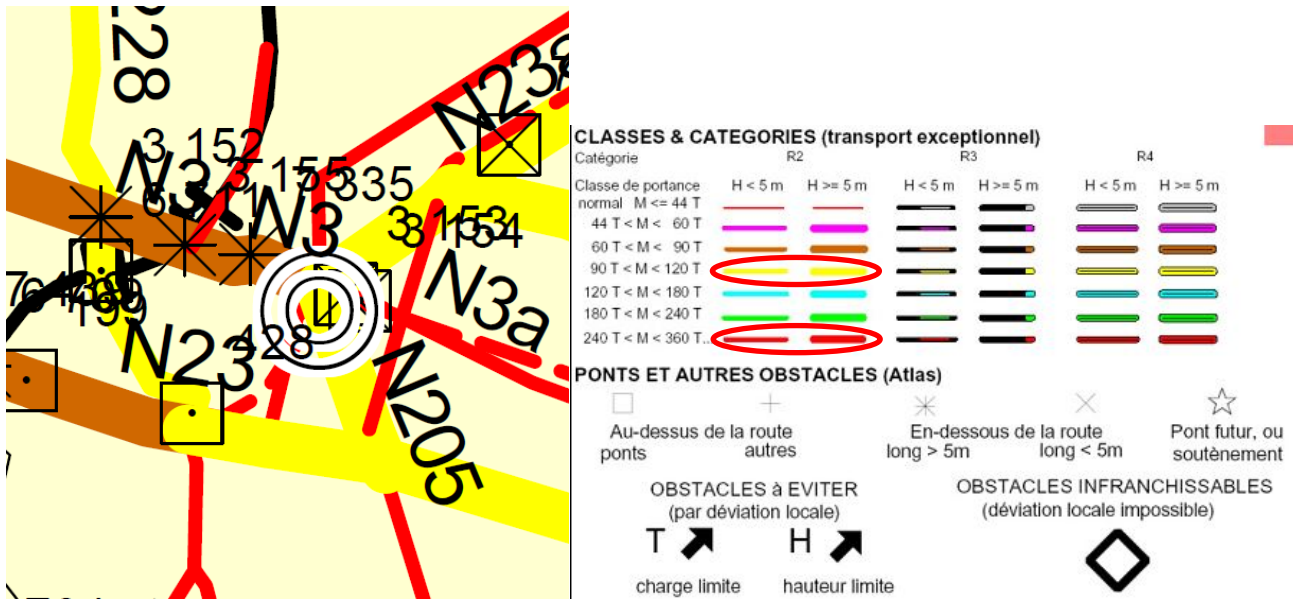 228
N23
3 152
N3
3 155 335
N3
3 153
3 154
N3a
199
N23
428
N205
CLASSES & CATEGORIES (transport exceptionnel)
Catégorie R2 R3 R4
Classe de portance H < 5 m H >= 5 m H < 5 m H >= 5 m H < 5 m H >= 5 m
normal M <= 44 T
44 T < M < 60 T
60 T < M < 90 T
90 T < M < 120 T
120 T < M < 180 T
180 T < M < 240 T
240 T < M < 360 T..
PONTS ET AUTRES OBSTACLES (Atlas)
Au-dessus de la route En-dessous de la route Pont futur, ou
ponts autres long > 5m long < 5m soutènement
OBSTACLES à EVITER OBSTACLES INFRANCHISSABLES
(par déviation locale) (déviation locale impossible)
T H
charge limite hauteur limite